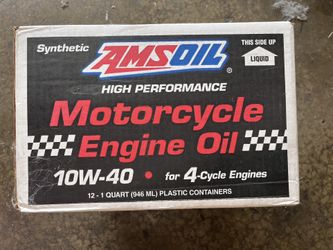 Synthetic
AMSOIL®
THIS SIDE UP
LIQUID
HIGH PERFORMANCE
Motorcycle
Engine Oil
10W-40 • for 4-Cycle Engines
12 - 1 QUART (946 ML) PLASTIC CONTAINERS